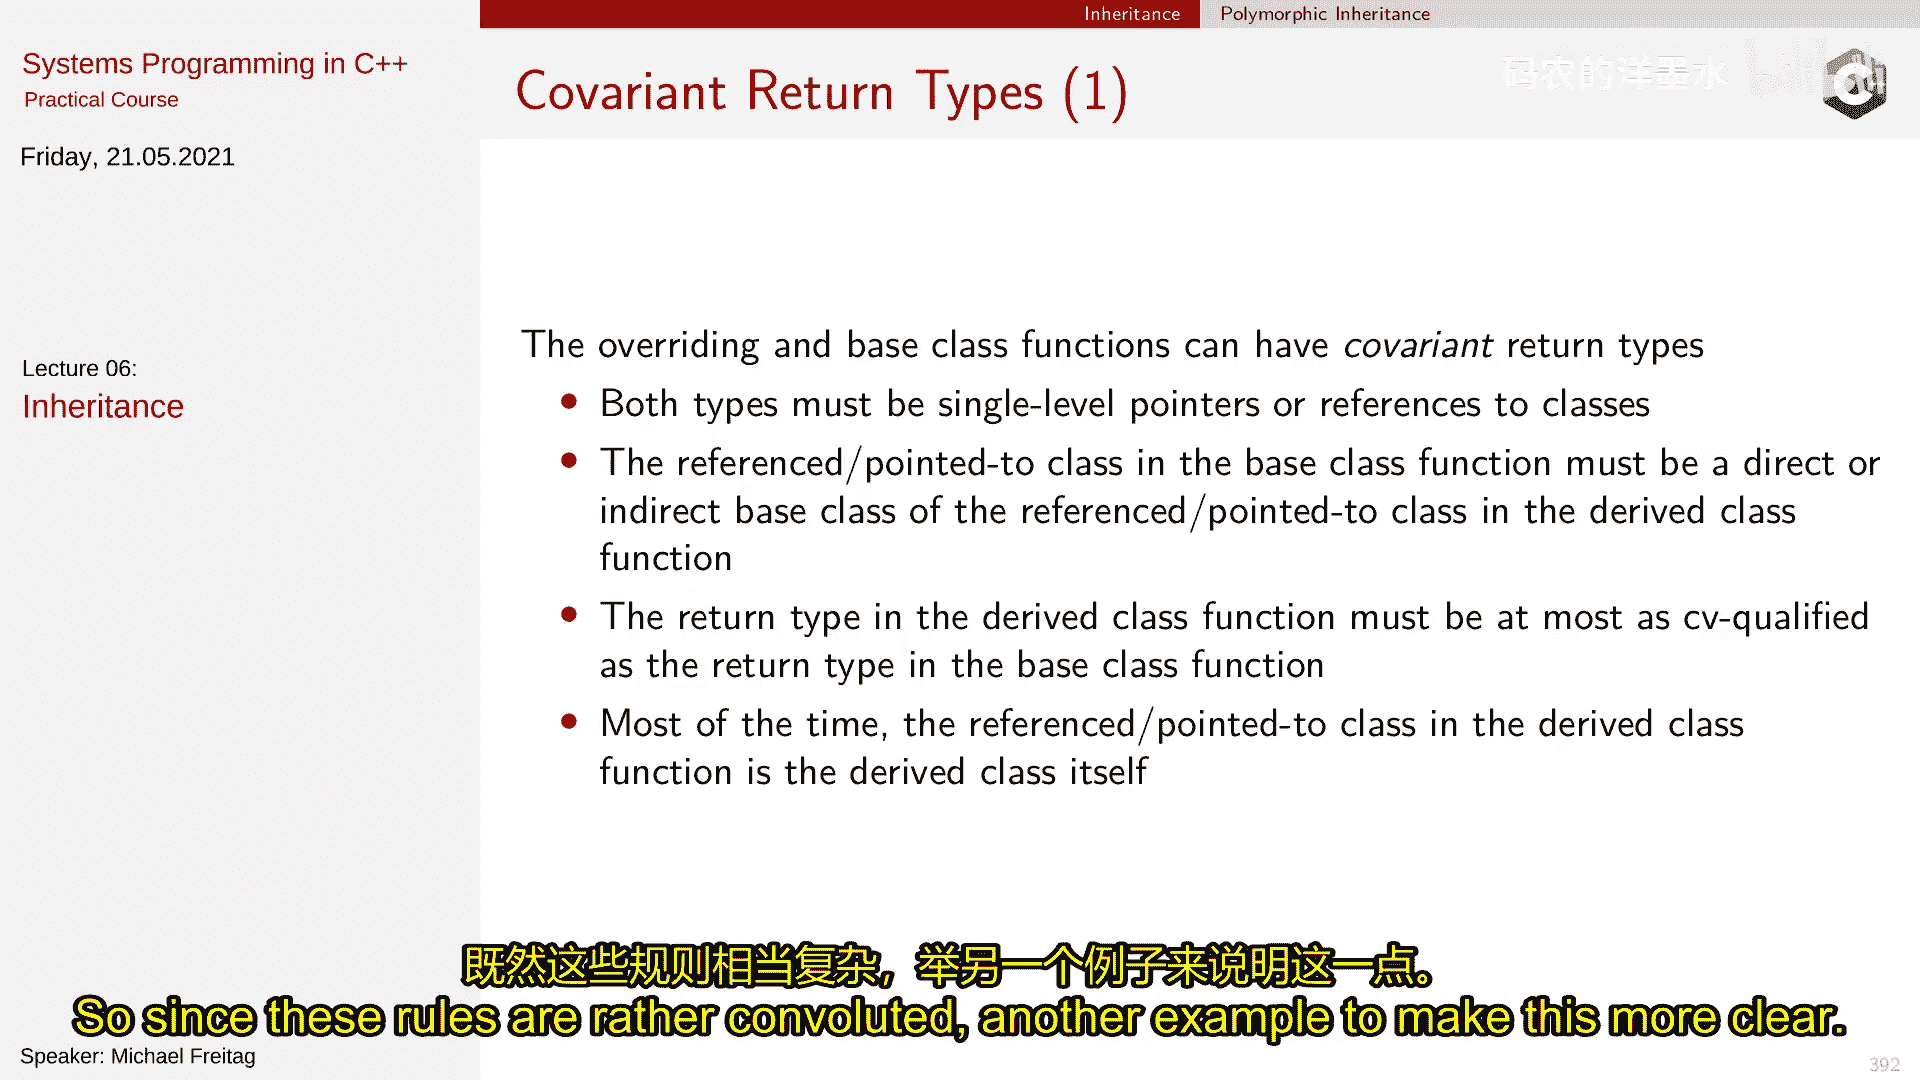 Inheritance
Polymorphic Inheritance
Systems Programming in C++
Practical Course
Friday, 21.05.2021
Lecture 06:
Inheritance
Covariant Return Types (1)
码农的洋墨水
The overriding and base class functions can have covariant return types
Both types must be single-level pointers or references to classes
The referenced/pointed-to class in the base class function must be a direct or
indirect base class of the referenced/pointed-to class in the derived class
function
The return type in the derived class function must be at most as cv-qualified
as the return type in the base class function
Most of the time, the referenced/pointed-to class in the derived class
function is the derived class itself
既然这些规则相当复杂，举另一个例子来说明这一点。
So since these rules are rather convoluted, another example to make this more clear.
Speaker: Michael Freitag
392